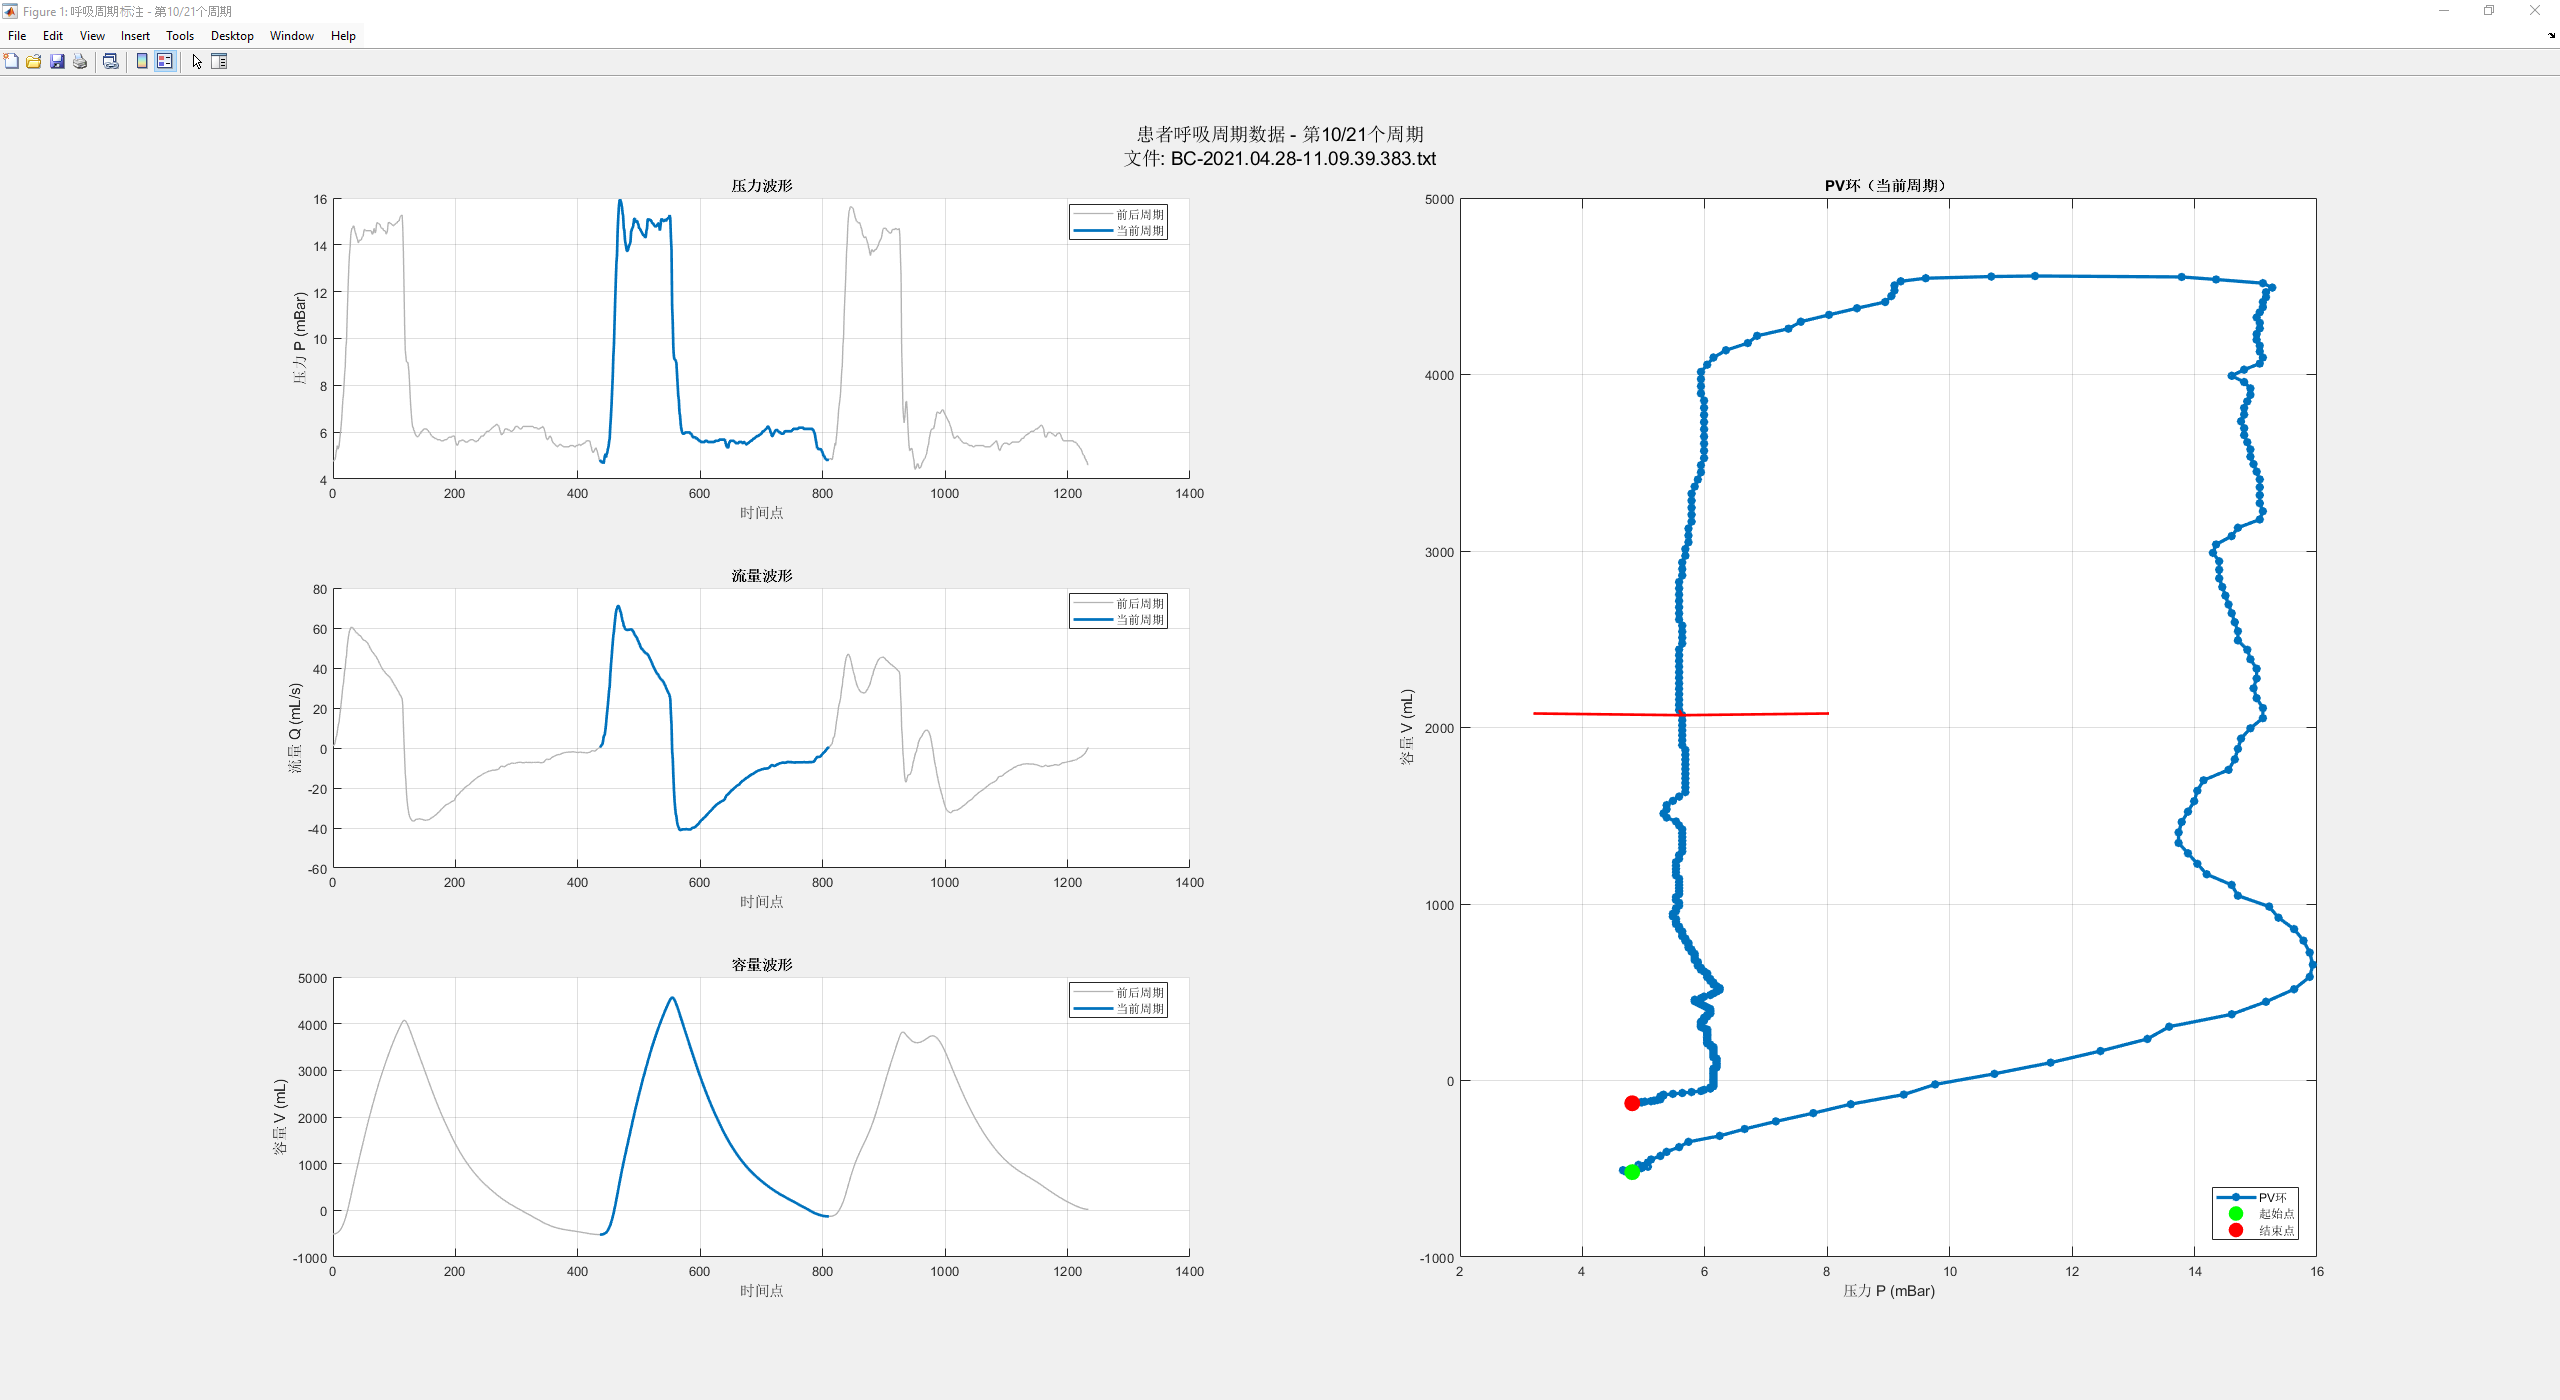 Figure 1: 呼吸周期标注 - 第10/21个周期
File Edit View Insert Tools Desktop Window Help
患者呼吸周期数据 - 第10/21个周期
文件: BC-2021.04.28-11.09.39.383.txt
压力波形
压力 P (mBar)
16
14
12
10
8
6
4
0 200 400 600 800 1000 1200 1400
时间点
前后周期
当前周期
流量波形
流量 Q (mL/s)
80
60
40
20
0
-20
-40
-60
0 200 400 600 800 1000 1200 1400
时间点
前后周期
当前周期
容量波形
容量 V (mL)
5000
4000
3000
2000
1000
0
-1000
0 200 400 600 800 1000 1200 1400
时间点
前后周期
当前周期
PV环（当前周期）
容量 V (mL)
5000
4000
3000
2000
1000
0
-1000
2 4 6 8 10 12 14 16
压力 P (mBar)
PV环
起始点
结束点